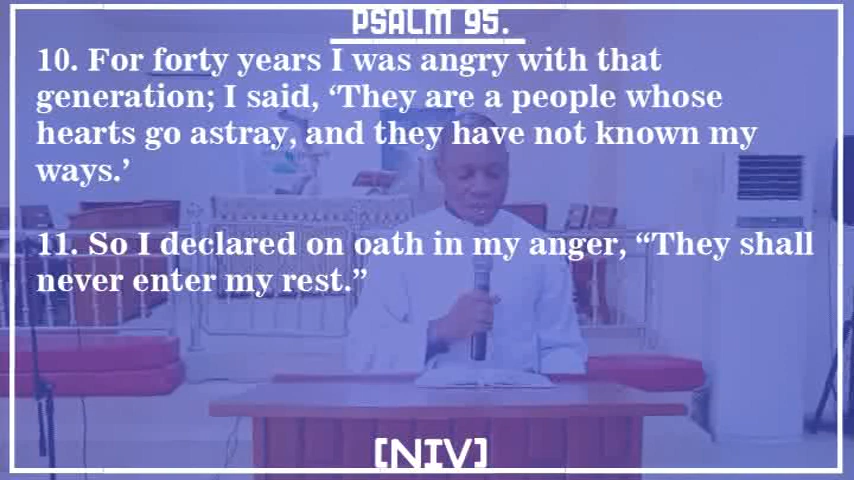 PSALM 95.
10. For forty years I was angry with that
generation; I said, ‘They are a people whose
hearts go astray, and they have not known my
ways.’
11. So I declared on oath in my anger, “They shall
never enter my rest.”
[NIV]